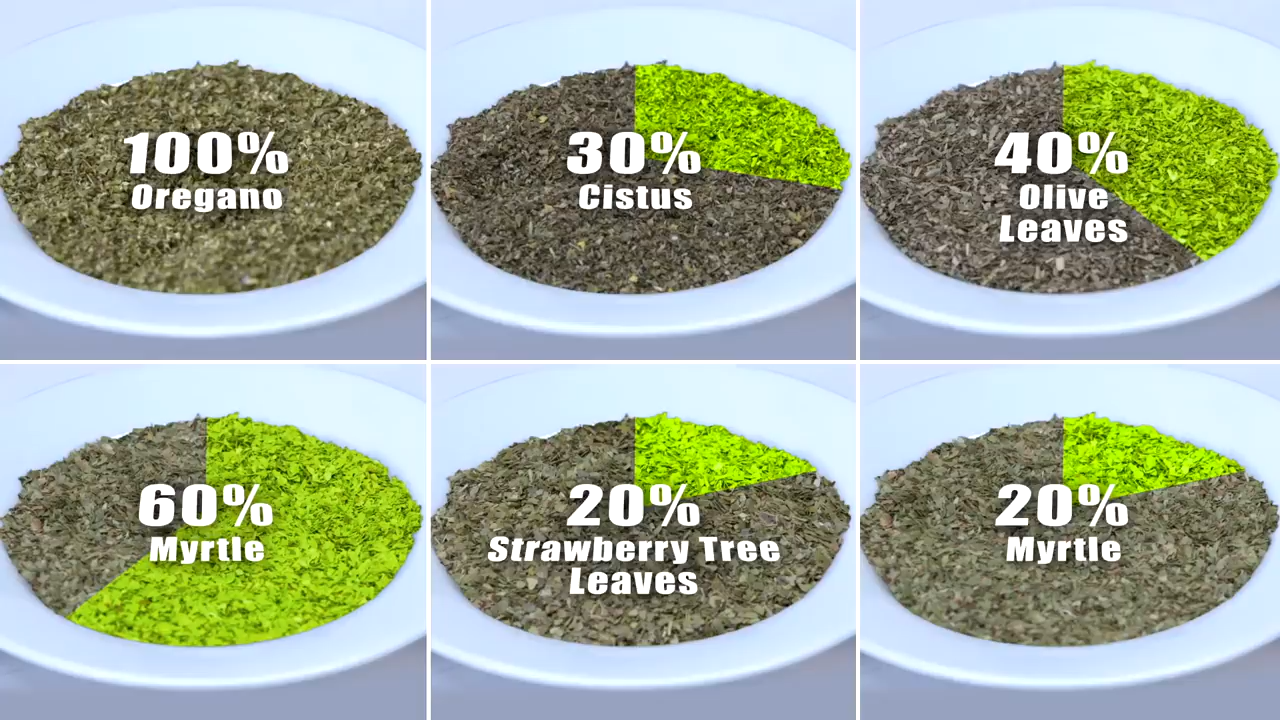 100%
Oregano
30%
Cistus
40%
Olive
Leaves
60%
Myrtle
20%
Strawberry Tree
Leaves
20%
Myrtle